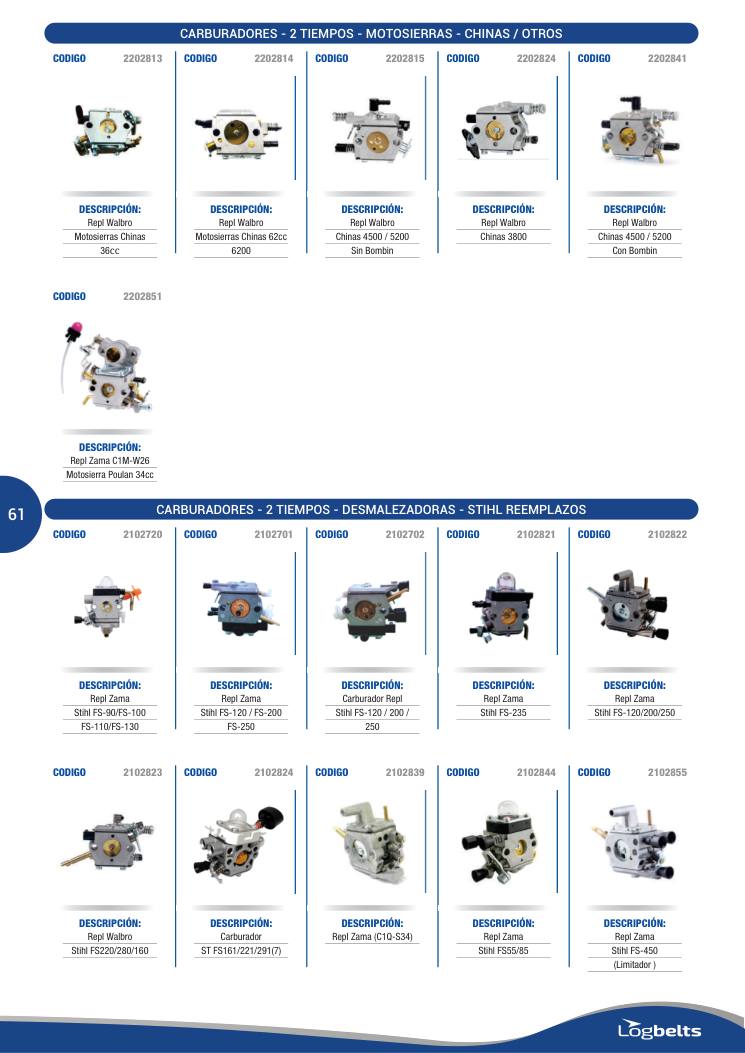 CARBURADORES - 2 TIEMPOS - MOTOSIERRAS - CHINAS / OTROS
CODIGO 2202813
DESCRIPCIÓN:
Repl Walbro
Motosierras Chinas
36cc
CODIGO 2202814
DESCRIPCIÓN:
Repl Walbro
Motosierras Chinas 62cc
6200
CODIGO 2202815
DESCRIPCIÓN:
Repl Walbro
Chinas 4500 / 5200
Sin Bombin
CODIGO 2202824
DESCRIPCIÓN:
Repl Walbro
Chinas 3800
CODIGO 2202841
DESCRIPCIÓN:
Repl Walbro
Chinas 4500 / 5200
Con Bombin
CODIGO 2202851
DESCRIPCIÓN:
Repl Zama C1M-W26
Motosierra Poulan 34cc
61
CARBURADORES - 2 TIEMPOS - DESMALEZADORAS - STIHL REEMPLAZOS
CODIGO 2102720
DESCRIPCIÓN:
Repl Zama
Stihl FS-90/FS-100
FS-110/FS-130
CODIGO 2102701
DESCRIPCIÓN:
Repl Zama
Stihl FS-120 / FS-200
FS-250
CODIGO 2102702
DESCRIPCIÓN:
Carburador Repl
Stihl FS-120 / 200 /
250
CODIGO 2102821
DESCRIPCIÓN:
Repl Zama
Stihl FS-235
CODIGO 2102822
DESCRIPCIÓN:
Repl Zama
Stihl FS-120/200/250
CODIGO 2102823
DESCRIPCIÓN:
Repl Walbro
Stihl FS220/280/160
CODIGO 2102824
DESCRIPCIÓN:
Carburador
ST FS161/221/291(7)
CODIGO 2102839
DESCRIPCIÓN:
Repl Zama (C1Q-S34)
CODIGO 2102844
DESCRIPCIÓN:
Repl Zama
Stihl FS55/85
CODIGO 2102855
DESCRIPCIÓN:
Repl Zama
Stihl FS-450
(Limitador )
Logbelts